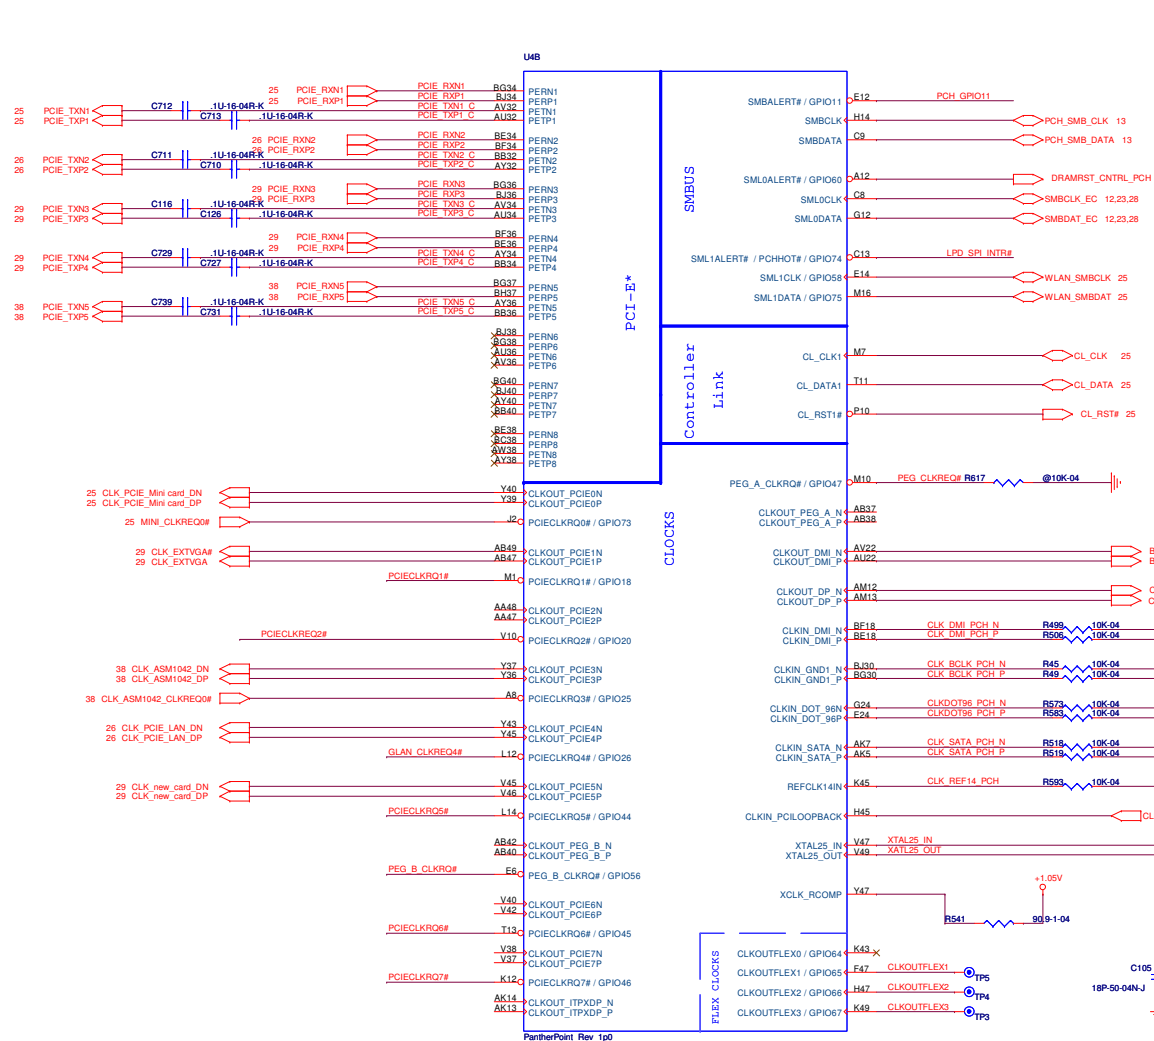 U4B
25 PCIE_RXN1 PCIE_RXN1 BG34 PERN1
25 PCIE_RXP1 PCIE_RXP1 BJ34 PERP1
25 PCIE_TXN1 C712 .1U-16-04R-K PCIE_TXN1_C AV32 PETN1
25 PCIE_TXP1 C713 .1U-16-04R-K PCIE_TXP1_C AU32 PETP1
26 PCIE_RXN2 PCIE_RXN2 BE34 PERN2
26 PCIE_RXP2 PCIE_RXP2 BF34 PERP2
26 PCIE_TXN2 C711 .1U-16-04R-K PCIE_TXN2_C BB32 PETN2
26 PCIE_TXP2 C710 .1U-16-04R-K PCIE_TXP2_C AY32 PETP2
29 PCIE_RXN3 PCIE_RXN3 BG36 PERN3
29 PCIE_RXP3 PCIE_RXP3 BJ36 PERP3
29 PCIE_TXN3 C116 .1U-16-04R-K PCIE_TXN3_C AV34 PETN3
29 PCIE_TXP3 C126 .1U-16-04R-K PCIE_TXP3_C AU34 PETP3
29 PCIE_RXN4 BF36 PERN4
29 PCIE_RXP4 BE36 PERP4
29 PCIE_TXN4 C729 .1U-16-04R-K PCIE_TXN4_C AY34 PETN4
29 PCIE_TXP4 C727 .1U-16-04R-K PCIE_TXP4_C BB34 PETP4
38 PCIE_RXN5 BG37 PERN5
38 PCIE_RXP5 BH37 PERP5
38 PCIE_TXN5 C739 .1U-16-04R-K PCIE_TXN5_C AY36 PETN5
38 PCIE_TXP5 C731 .1U-16-04R-K PCIE_TXP5_C BB36 PETP5
BJ38 PERN6
BG38 PERP6
AU36 PETN6
AV36 PETP6
BG40 PERN7
BJ40 PERP7
AY40 PETN7
BB40 PETP7
BE38 PERN8
BC38 PERP8
AW38 PETN8
AY38 PETP8
PCI-E*
25 CLK_PCIE_Mini card_DN Y40 CLKOUT_PCIE0N
25 CLK_PCIE_Mini card_DP Y39 CLKOUT_PCIE0P
25 MINI_CLKREQ0# J2 PCIECLKRQ0# / GPIO73
29 CLK_EXTVGA# AB49 CLKOUT_PCIE1N
29 CLK_EXTVGA AB47 CLKOUT_PCIE1P
PCIECLKRQ1# M1 PCIECLKRQ1# / GPIO18
AA48 CLKOUT_PCIE2N
AA47 CLKOUT_PCIE2P
PCIECLKREQ2# V10 PCIECLKRQ2# / GPIO20
38 CLK_ASM1042_DN Y37 CLKOUT_PCIE3N
38 CLK_ASM1042_DP Y36 CLKOUT_PCIE3P
38 CLK_ASM1042_CLKREQ0# A8 PCIECLKRQ3# / GPIO25
26 CLK_PCIE_LAN_DN Y43 CLKOUT_PCIE4N
26 CLK_PCIE_LAN_DP Y45 CLKOUT_PCIE4P
GLAN_CLKREQ4# L12 PCIECLKRQ4# / GPIO26
29 CLK_new_card_DN V45 CLKOUT_PCIE5N
29 CLK_new_card_DP V46 CLKOUT_PCIE5P
PCIECLKRQ5# L14 PCIECLKRQ5# / GPIO44
AB42 CLKOUT_PEG_B_N
AB40 CLKOUT_PEG_B_P
PEG_B_CLKRQ# E6 PEG_B_CLKRQ# / GPIO56
V40 CLKOUT_PCIE6N
V42 CLKOUT_PCIE6P
PCIECLKRQ6# T13 PCIECLKRQ6# / GPIO45
V38 CLKOUT_PCIE7N
V37 CLKOUT_PCIE7P
PCIECLKRQ7# K12 PCIECLKRQ7# / GPIO46
AK14 CLKOUT_ITPXDP_N
AK13 CLKOUT_ITPXDP_P
PantherPoint_Rev_1p0
SMBUS
SMBALERT# / GPIO11 E12 PCH_GPIO11
SMBCLK H14 PCH_SMB_CLK 13
SMBDATA C9 PCH_SMB_DATA 13
SML0ALERT# / GPIO60 A12 DRAMRST_CNTRL_PCH
SML0CLK C8 SMBCLK_EC 12,23,28
SML0DATA G12 SMBDAT_EC 12,23,28
SML1ALERT# / PCHHOT# / GPIO74 C13 LPD_SPI_INTR#
SML1CLK / GPIO58 E14 WLAN_SMBCLK 25
SML1DATA / GPIO75 M16 WLAN_SMBDAT 25
Controller
Link
CL_CLK1 M7 CL_CLK 25
CL_DATA1 T11 CL_DATA 25
CL_RST1# P10 CL_RST# 25
CLOCKS
PEG_A_CLKRQ# / GPIO47 M10 PEG_CLKREQ# R617 @10K-04
CLKOUT_PEG_A_N AB37
CLKOUT_PEG_A_P AB38
CLKOUT_DMI_N AV22
CLKOUT_DMI_P AU22
CLKOUT_DP_N AM12
CLKOUT_DP_P AM13
CLKIN_DMI_N BF18 CLK_DMI_PCH_N R499 10K-04
CLKIN_DMI_P BE18 CLK_DMI_PCH_P R506 10K-04
CLKIN_GND1_N BJ30 CLK_BCLK_PCH_N R45 10K-04
CLKIN_GND1_P BG30 CLK_BCLK_PCH_P R49 10K-04
CLKIN_DOT_96N G24 CLKDOT96_PCH_N R573 10K-04
CLKIN_DOT_96P E24 CLKDOT96_PCH_P R583 10K-04
CLKIN_SATA_N AK7 CLK_SATA_PCH_N R518 10K-04
CLKIN_SATA_P AK5 CLK_SATA_PCH_P R519 10K-04
REFCLK14IN K45 CLK_REF14_PCH R593 10K-04
CLKIN_PCILOOPBACK H45 CL
XTAL25_IN V47 XTAL25_IN
XTAL25_OUT V49 XATL25_OUT
XCLK_RCOMP Y47 +1.05V
R541 90.9-1-04
FLEX CLOCKS
CLKOUTFLEX0 / GPIO64 K43
CLKOUTFLEX1 / GPIO65 F47 CLKOUTFLEX1 TP5
CLKOUTFLEX2 / GPIO66 H47 CLKOUTFLEX2 TP4
CLKOUTFLEX3 / GPIO67 K49 CLKOUTFLEX3 TP3
C105
18P-50-04N-J